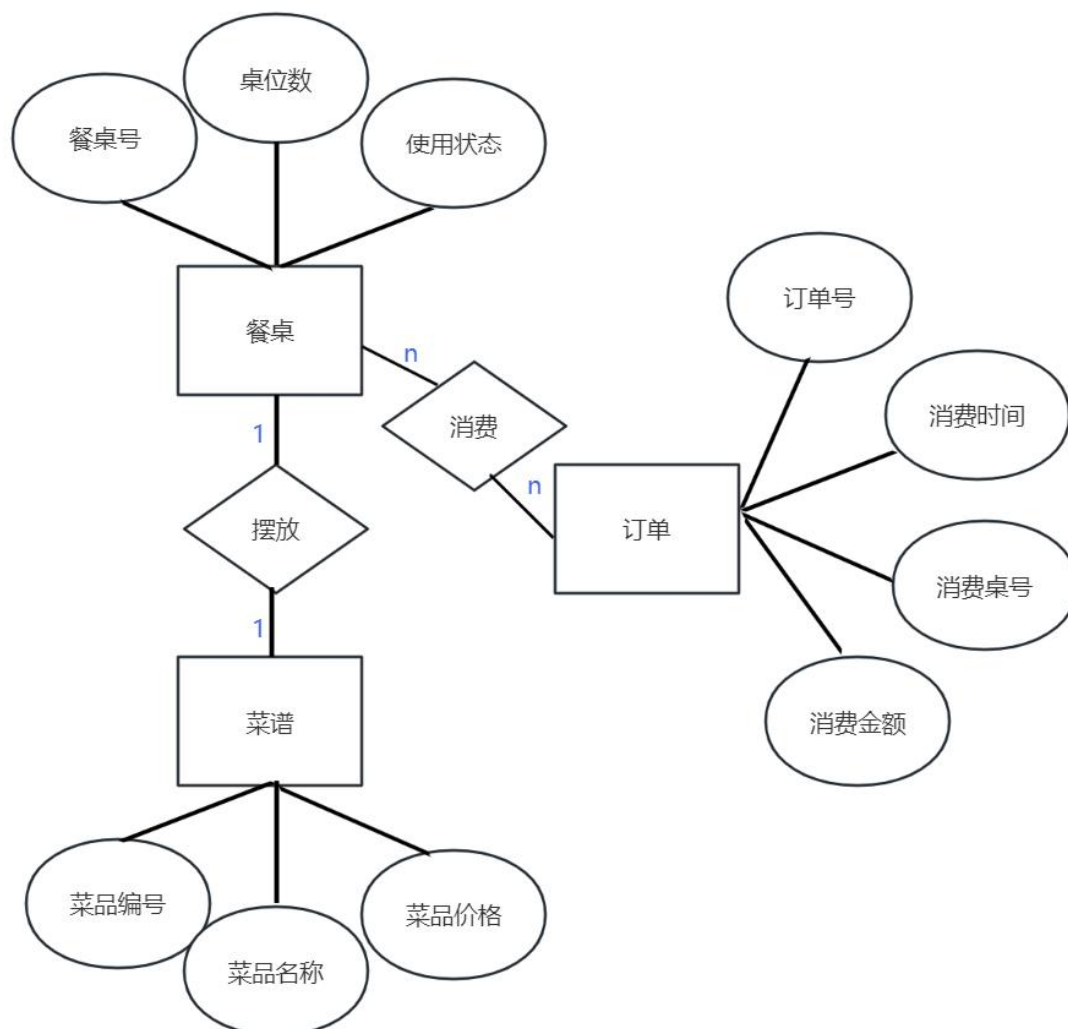 桌位数
餐桌号
使用状态
订单号
餐桌
n
消费时间
1
消费
n
摆放
订单
消费桌号
1
菜谱
消费金额
菜品编号
菜品价格
菜品名称